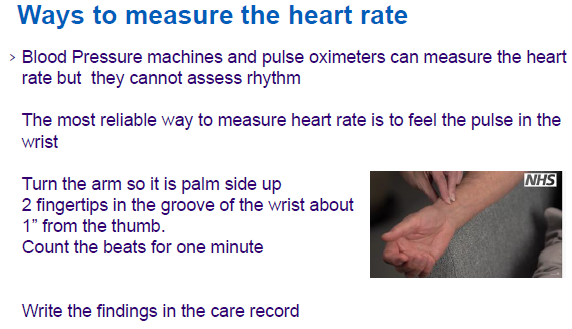 Ways to measure the heart rate
> Blood Pressure machines and pulse oximeters can measure the heart
rate but they cannot assess rhythm
The most reliable way to measure heart rate is to feel the pulse in the
wrist
Turn the arm so it is palm side up
2 fingertips in the groove of the wrist about
1” from the thumb.
Count the beats for one minute
NHS
Write the findings in the care record